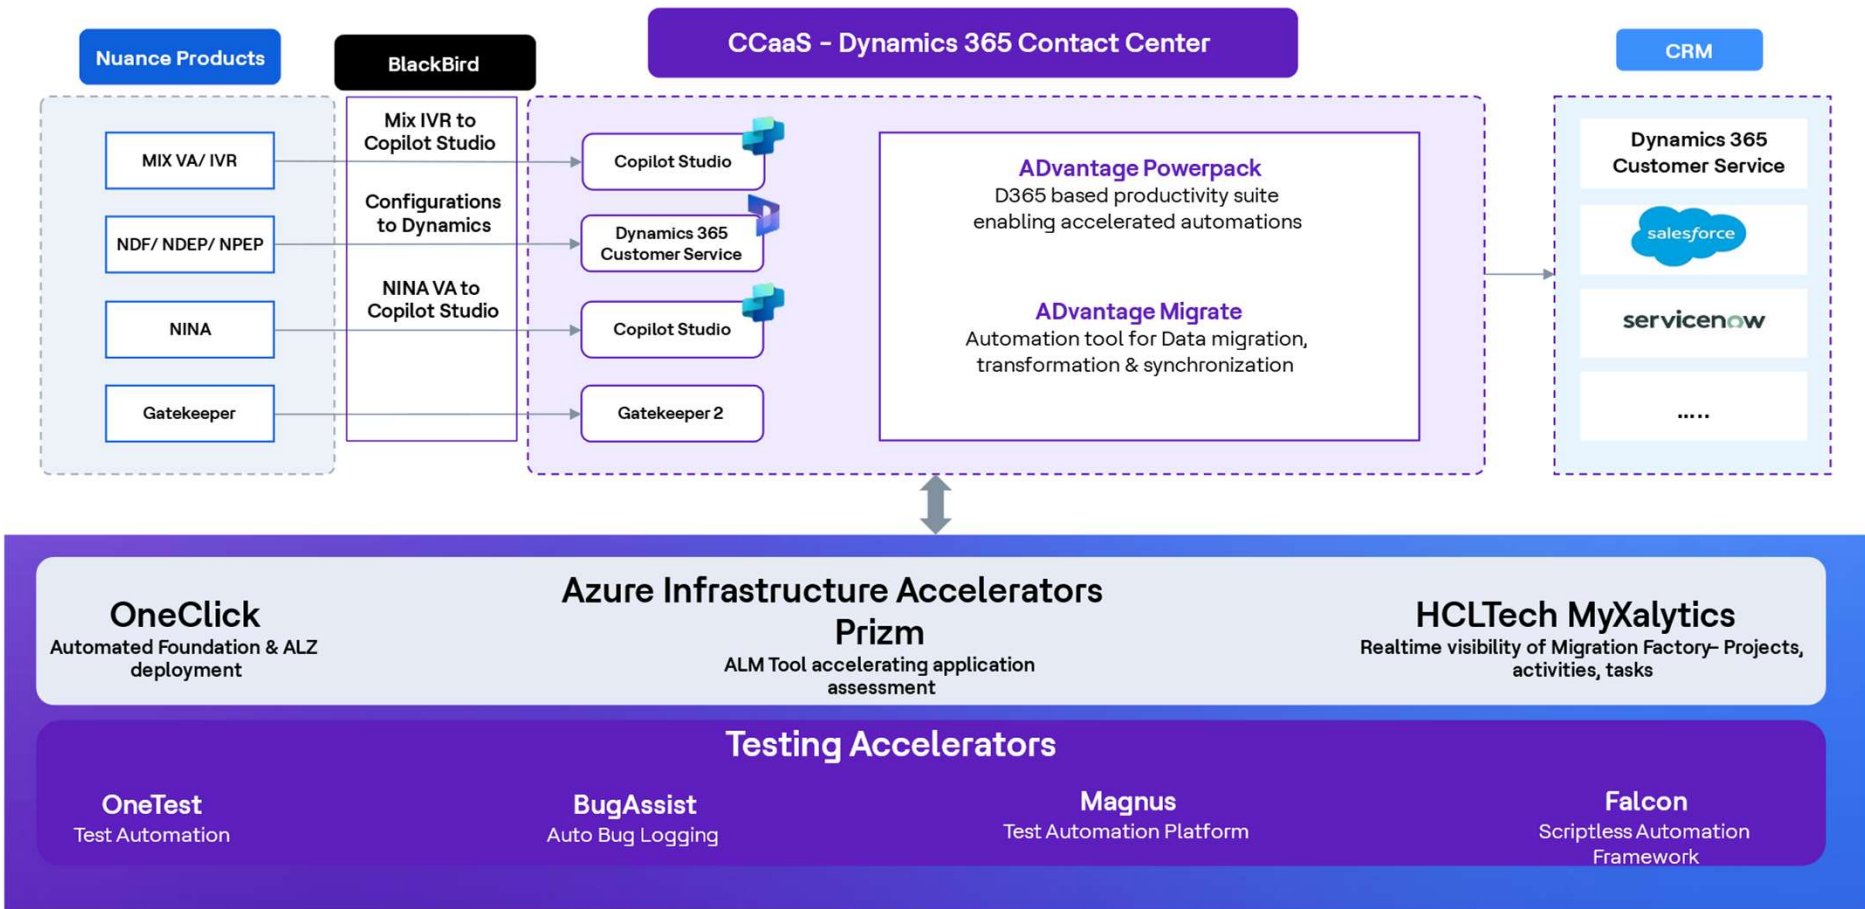 Nuance Products
BlackBird
CCaaS - Dynamics 365 Contact Center
CRM
MIX VA/ IVR
NDF/ NDEP/ NPEP
NINA
Gatekeeper
Mix IVR to
Copilot Studio
Configurations
to Dynamics
NINA VA to
Copilot Studio
Copilot Studio
Dynamics 365
Customer Service
Copilot Studio
Gatekeeper 2
ADvantage Powerpack
D365 based productivity suite
enabling accelerated automations
ADvantage Migrate
Automation tool for Data migration,
transformation & synchronization
Dynamics 365
Customer Service
salesforce
servicenow
.....
OneClick
Automated Foundation & ALZ
deployment
Azure Infrastructure Accelerators
Prizm
ALM Tool accelerating application
assessment
HCLTech MyXalytics
Realtime visibility of Migration Factory– Projects,
activities, tasks
Testing Accelerators
OneTest
Test Automation
BugAssist
Auto Bug Logging
Magnus
Test Automation Platform
Falcon
Scriptless Automation
Framework